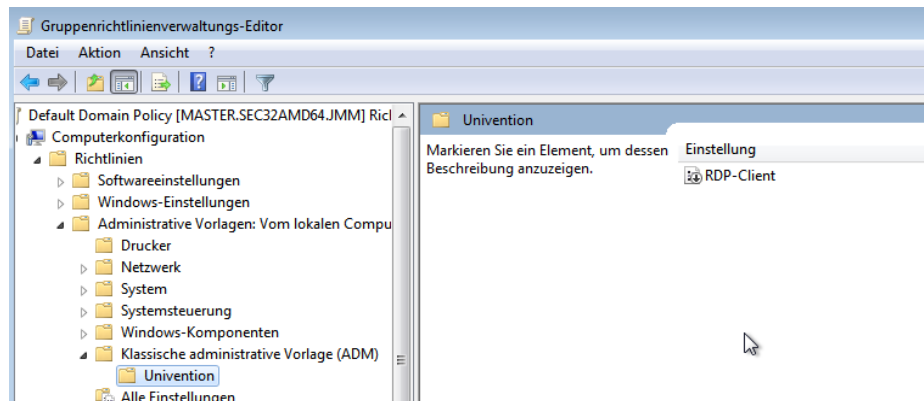 Gruppenrichtlinienverwaltungs-Editor
Datei Aktion Ansicht ?
Default Domain Policy [MASTER.SEC32AMD64.JMM] Ricl
Computerkonfiguration
Richtlinien
Softwareeinstellungen
Windows-Einstellungen
Administrative Vorlagen: Vom lokalen Compu
Drucker
Netzwerk
System
Systemsteuerung
Windows-Komponenten
Klassische administrative Vorlage (ADM)
Univention
Alle Einstellungen
Univention
Markieren Sie ein Element, um dessen
Beschreibung anzuzeigen.
Einstellung
RDP-Client